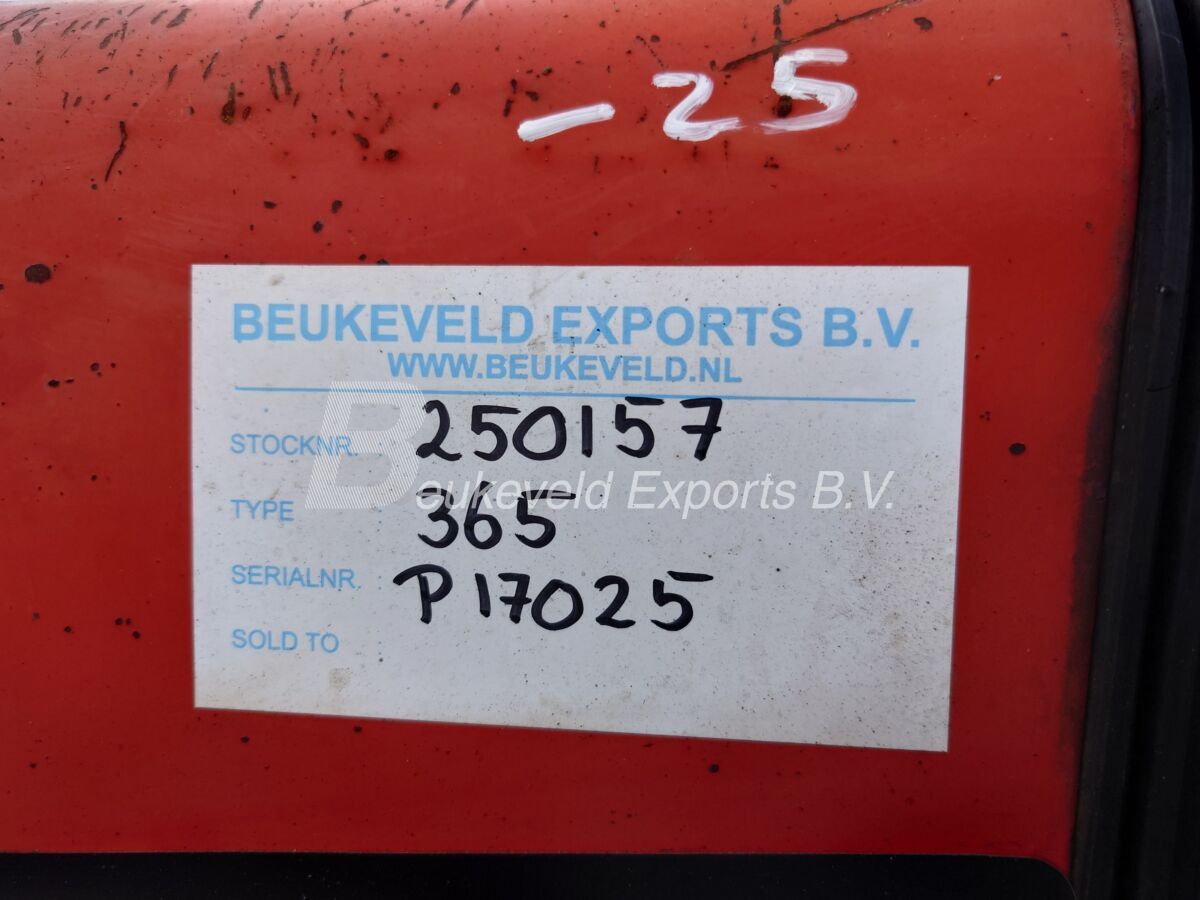 - 25
BEUKEVELD EXPORTS B.V.
WWW.BEUKEVELD.NL
STOCKNR. : 250157
Beukeveld Exports B.V.
TYPE : 365
SERIALNR. : P17025
SOLD TO :